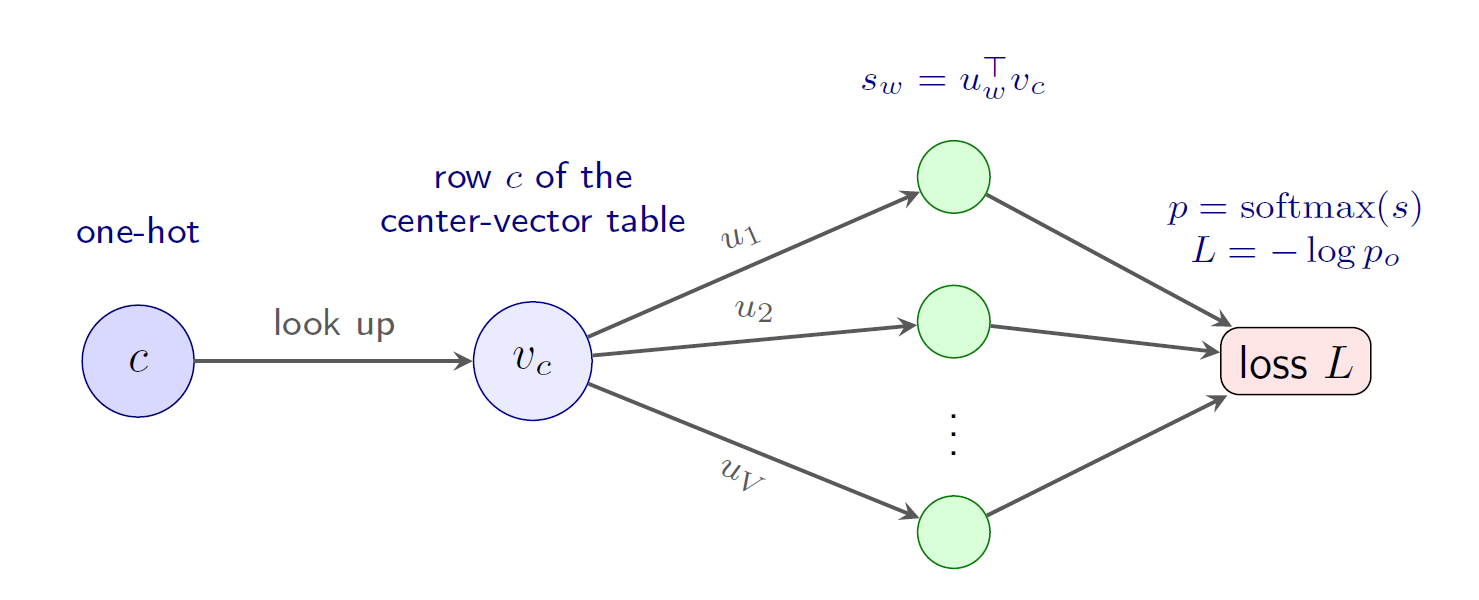 s_w = u_w^⊤ v_c
row c of the
center-vector table
one-hot
p = softmax(s)
L = − log p_o
look up
c
v_c
u_1
u_2
u_V
⋮
loss L